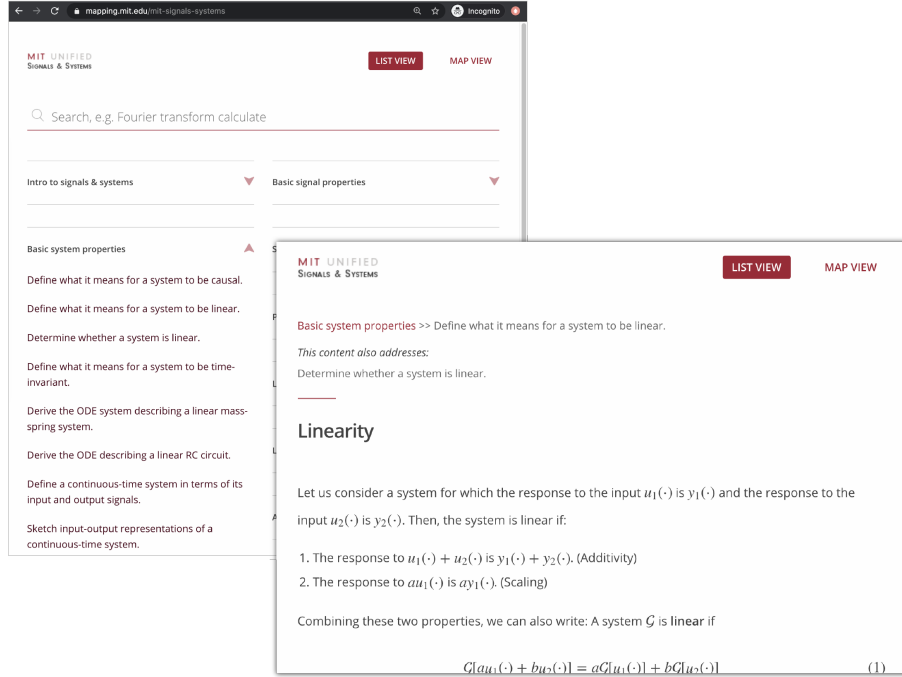 mapping.mit.edu/mit-signals-systems
Incognito
MIT UNIFIED
SIGNALS & SYSTEMS
LIST VIEW
MAP VIEW
Search, e.g. Fourier transform calculate
Intro to signals & systems
Basic signal properties
Basic system properties
S
Define what it means for a system to be causal.
Define what it means for a system to be linear.
P
Determine whether a system is linear.
Define what it means for a system to be time-
invariant.
L
Derive the ODE system describing a linear mass-
spring system.
Derive the ODE describing a linear RC circuit.
L
Define a continuous-time system in terms of its
input and output signals.
A
Sketch input-output representations of a
continuous-time system.
MIT UNIFIED
SIGNALS & SYSTEMS
LIST VIEW
MAP VIEW
Basic system properties >> Define what it means for a system to be linear.
This content also addresses:
Determine whether a system is linear.
Linearity
Let us consider a system for which the response to the input u₁(·) is y₁(·) and the response to the
input u₂(·) is y₂(·). Then, the system is linear if:
1. The response to u₁(·) + u₂(·) is y₁(·) + y₂(·). (Additivity)
2. The response to au₁(·) is ay₁(·). (Scaling)
Combining these two properties, we can also write: A system 𝒢 is linear if
𝒢[au₁(·) + bu₂(·)] = a𝒢[u₁(·)] + b𝒢[u₂(·)] (1)